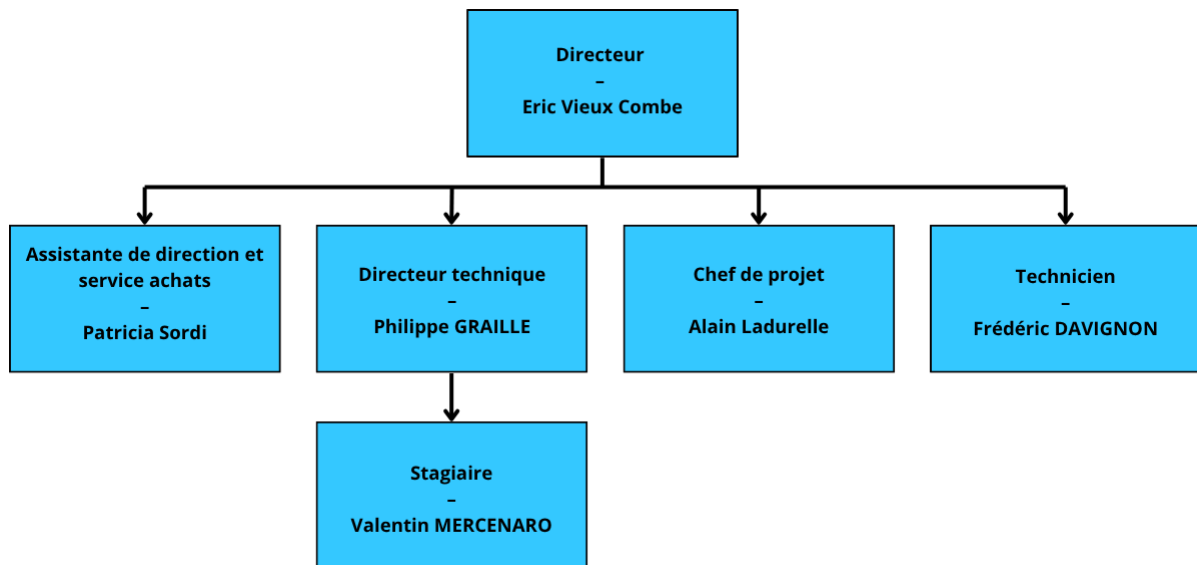 Directeur
–
Eric Vieux Combe
Assistante de direction et
service achats
–
Patricia Sordi
Directeur technique
–
Philippe GRAILLE
Chef de projet
–
Alain Ladurelle
Technicien
–
Frédéric DAVIGNON
Stagiaire
–
Valentin MERCENARO